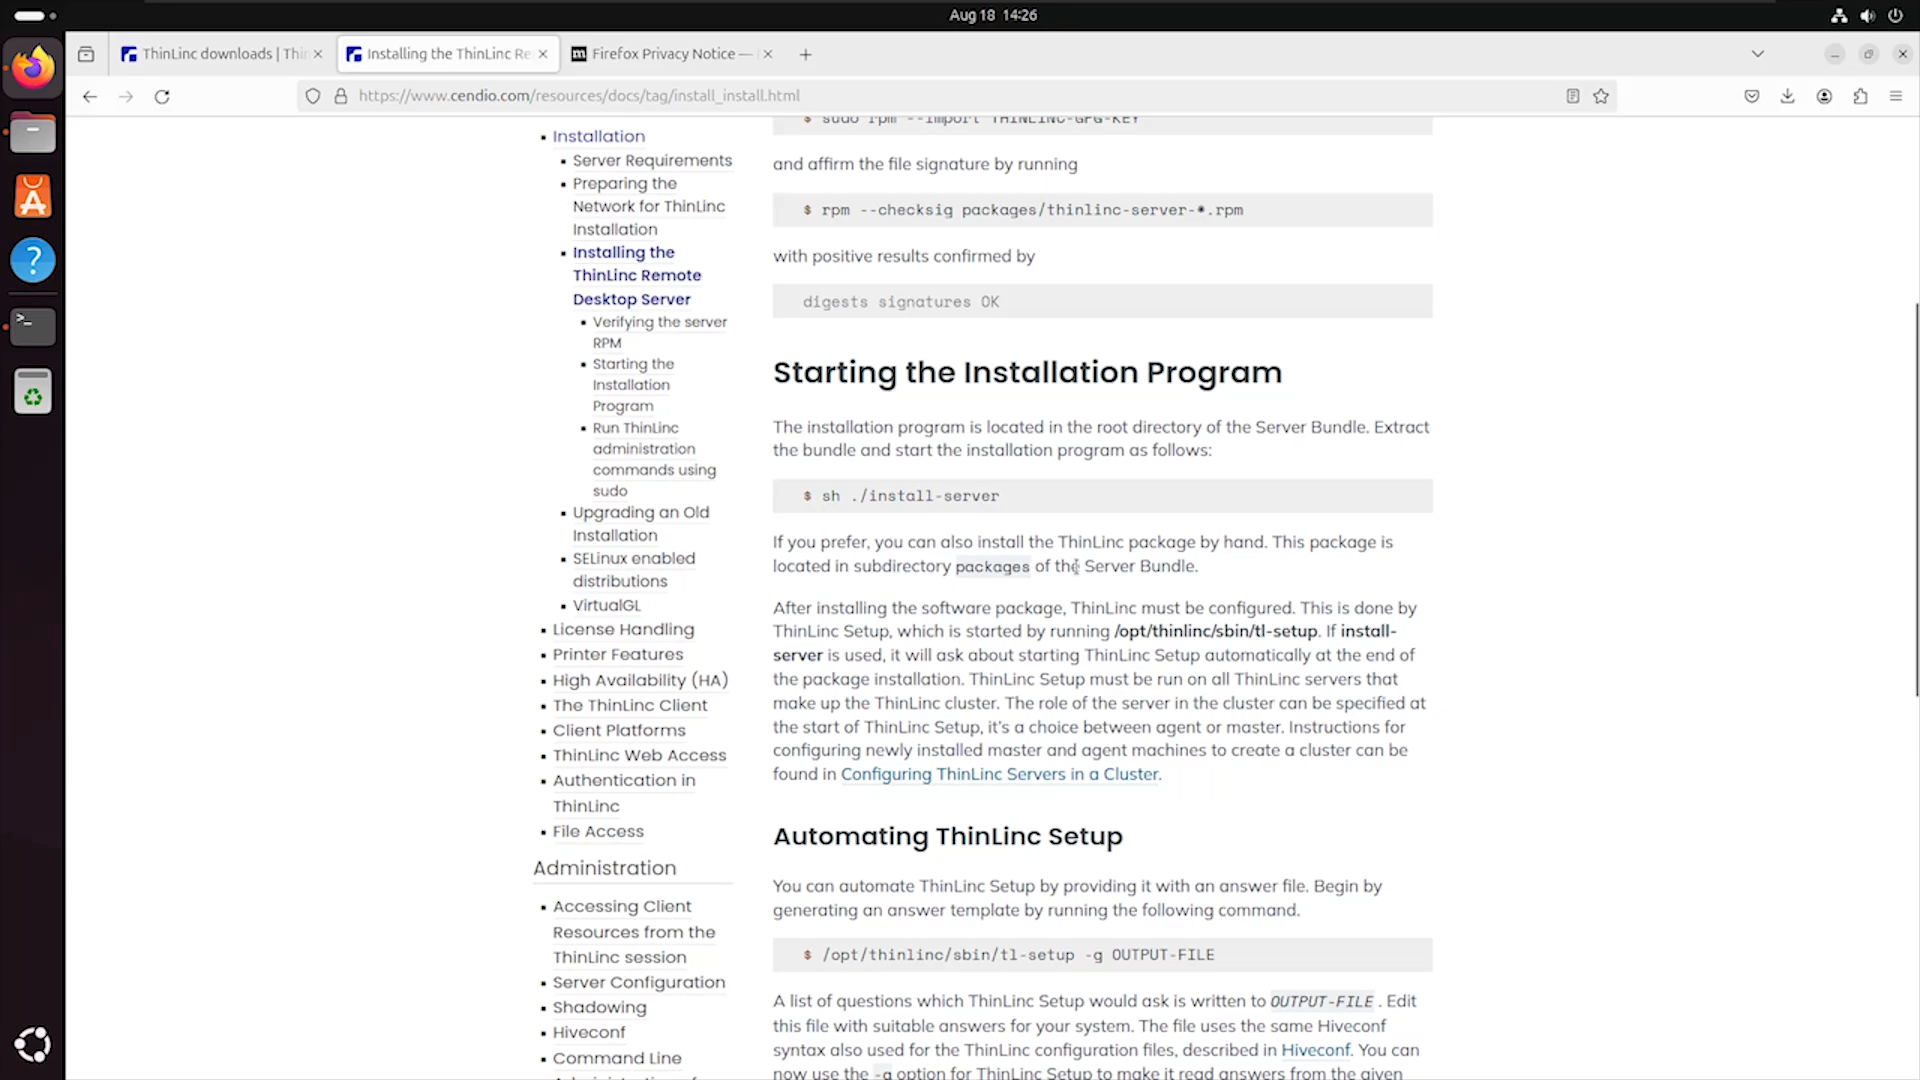 Aug 18 14:26
ThinLinc downloads | Thin
Installing the ThinLinc Re
Firefox Privacy Notice —
https://www.cendio.com/resources/docs/tag/install_install.html
Installation
Server Requirements
Preparing the
Network for ThinLinc
Installation
Installing the
ThinLinc Remote
Desktop Server
Verifying the server
RPM
Starting the
Installation
Program
Run ThinLinc
administration
commands using
sudo
Upgrading an Old
Installation
SELinux enabled
distributions
VirtualGL
License Handling
Printer Features
High Availability (HA)
The ThinLinc Client
Client Platforms
ThinLinc Web Access
Authentication in
ThinLinc
File Access
Administration
Accessing Client
Resources from the
ThinLinc session
Server Configuration
Shadowing
Hiveconf
Command Line
$ sudo rpm --import THINLINC-GPG-KEY
and affirm the file signature by running
$ rpm --checksig packages/thinlinc-server-*.rpm
with positive results confirmed by
digests signatures OK
Starting the Installation Program
The installation program is located in the root directory of the Server Bundle. Extract
the bundle and start the installation program as follows:
$ sh ./install-server
If you prefer, you can also install the ThinLinc package by hand. This package is
located in subdirectory packages of the Server Bundle.
After installing the software package, ThinLinc must be configured. This is done by
ThinLinc Setup, which is started by running /opt/thinlinc/sbin/tl-setup. If install-
server is used, it will ask about starting ThinLinc Setup automatically at the end of
the package installation. ThinLinc Setup must be run on all ThinLinc servers that
make up the ThinLinc cluster. The role of the server in the cluster can be specified at
the start of ThinLinc Setup, it's a choice between agent or master. Instructions for
configuring newly installed master and agent machines to create a cluster can be
found in Configuring ThinLinc Servers in a Cluster.
Automating ThinLinc Setup
You can automate ThinLinc Setup by providing it with an answer file. Begin by
generating an answer template by running the following command.
$ /opt/thinlinc/sbin/tl-setup -g OUTPUT-FILE
A list of questions which ThinLinc Setup would ask is written to OUTPUT-FILE . Edit
this file with suitable answers for your system. The file uses the same Hiveconf
syntax also used for the ThinLinc configuration files, described in Hiveconf. You can
now use the -a option for ThinLinc Setup to make it read answers from the given